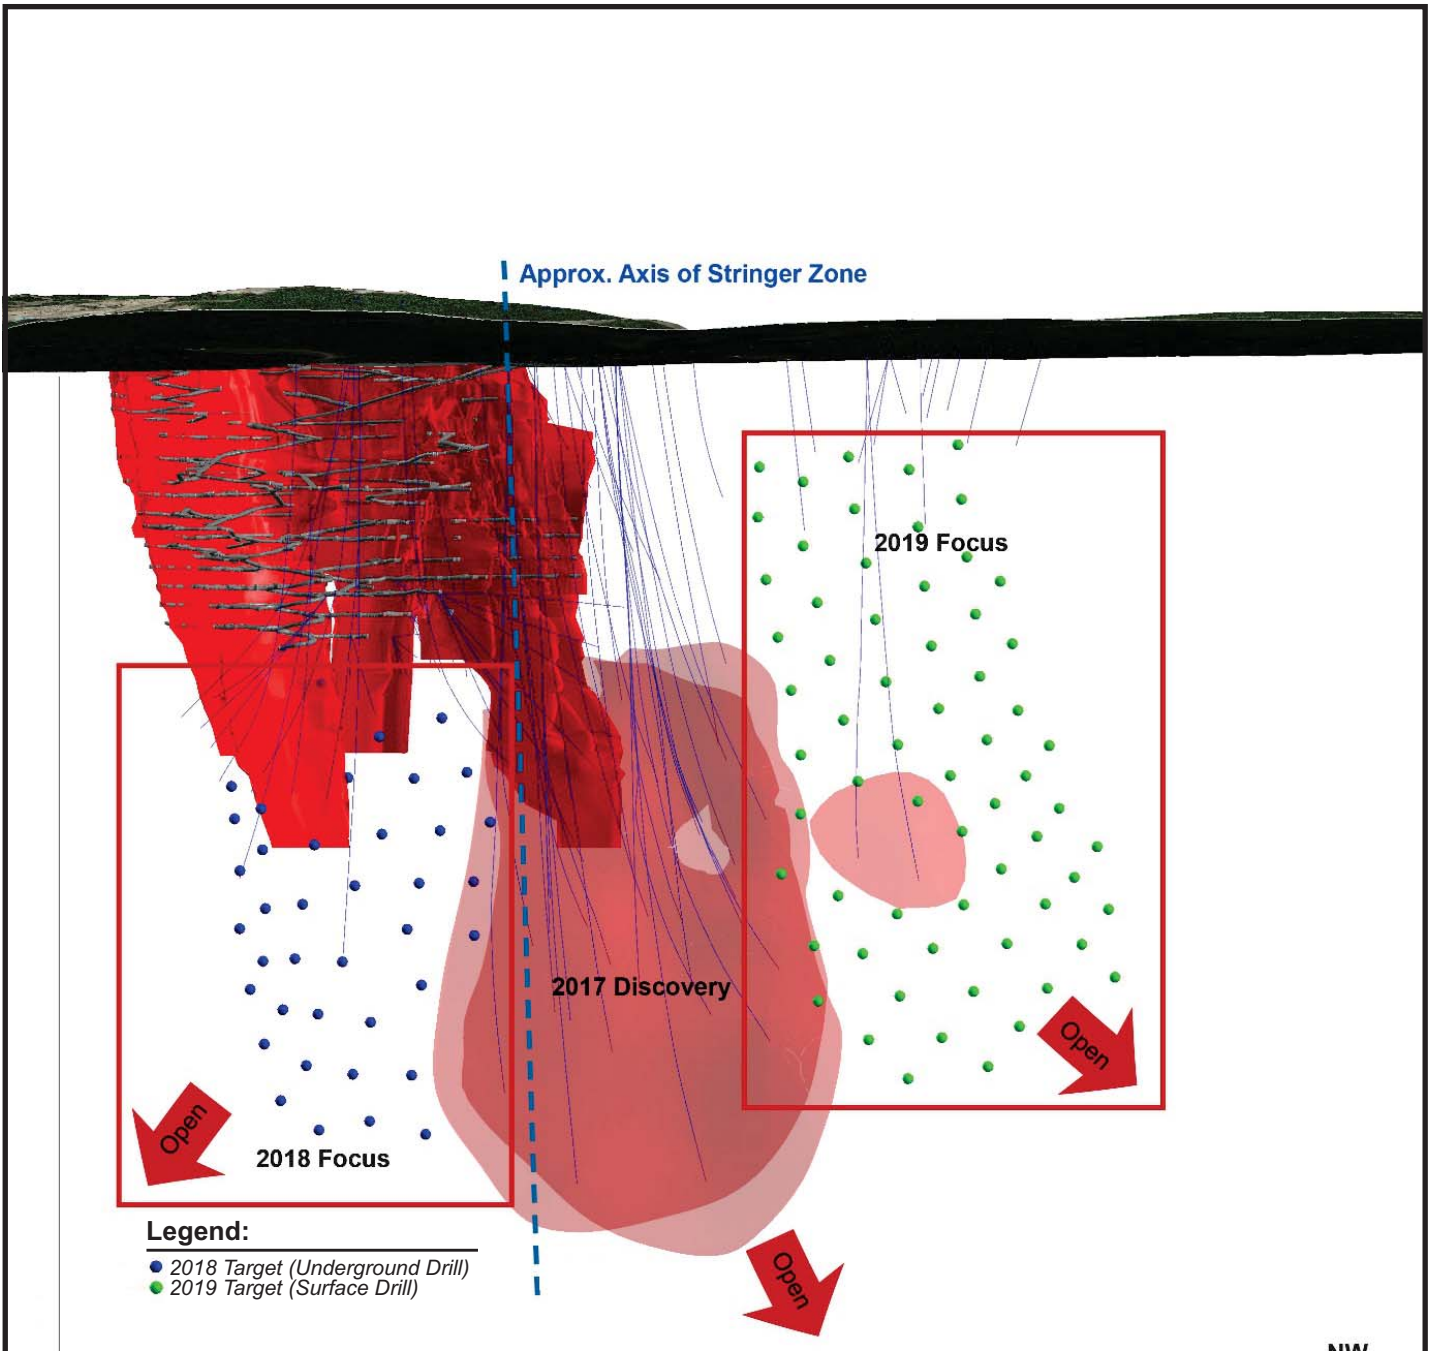 Approx. Axis of Stringer Zone
2019 Focus
2017 Discovery
Open
Open
2018 Focus
Legend:
2018 Target (Underground Drill)
2019 Target (Surface Drill)
Open
NW